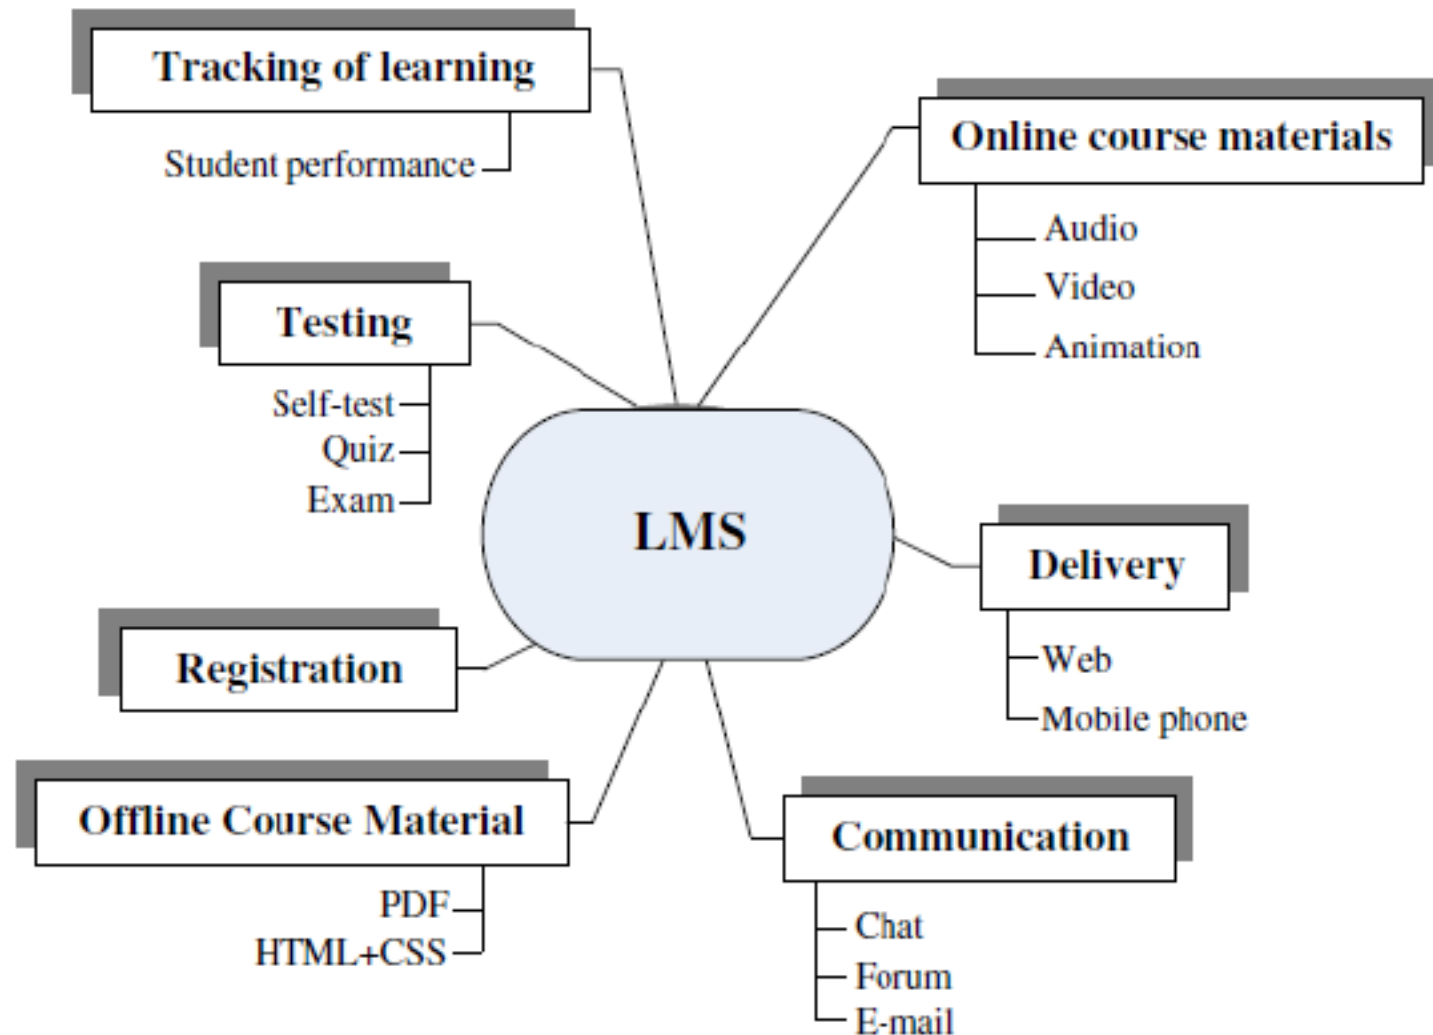 Tracking of learning
Student performance
Online course materials
Audio
Video
Animation
Testing
Self-test
Quiz
Exam
LMS
Delivery
Web
Mobile phone
Registration
Offline Course Material
PDF
HTML+CSS
Communication
Chat
Forum
E-mail